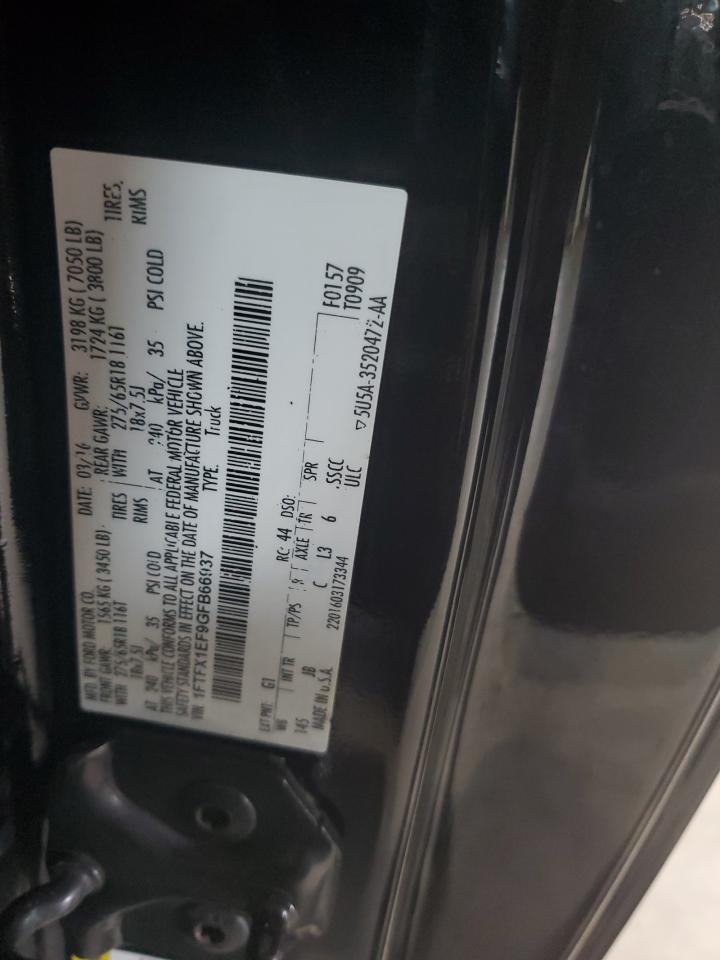 MFD. BY FORD MOTOR CO. DATE: 03/16 GVWR: 3198 KG ( 7050 LB)
FRONT GAWR: 1565 KG ( 3450 LB) REAR GAWR: 1724 KG ( 3800 LB)
WITH 275/65R18 116T TIRES WITH 275/65R18 116T TIRES
18x7.5J RIMS 18x7.5J RIMS
AT 240 kPa/ 35 PSI COLD AT 240 kPa/ 35 PSI COLD
THIS VEHICLE CONFORMS TO ALL APPLICABLE FEDERAL MOTOR VEHICLE
SAFETY STANDARDS IN EFFECT ON THE DATE OF MANUFACTURE SHOWN ABOVE.
VIN: 1FTFX1EF9GFB66937 TYPE: Truck
EXT PNT: G1 RC: 44 DSO: F0157
WB INT TR TP/PS R AXLE TR SPR T0909
145 JB C L3 6 .SSCC
MADE IN U.S.A. 2201603173344 ULC ▽5U5A-3520472-AA